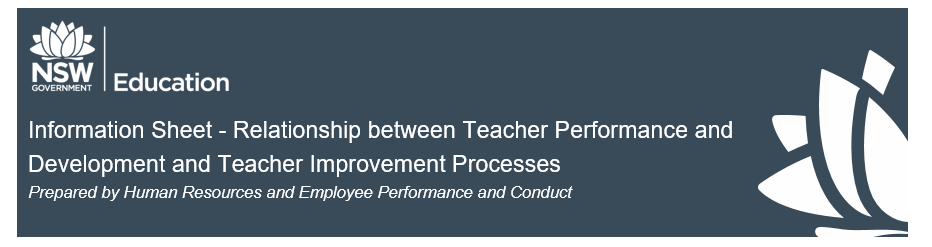 NSW
GOVERNMENT
Education
Information Sheet - Relationship between Teacher Performance and
Development and Teacher Improvement Processes
Prepared by Human Resources and Employee Performance and Conduct